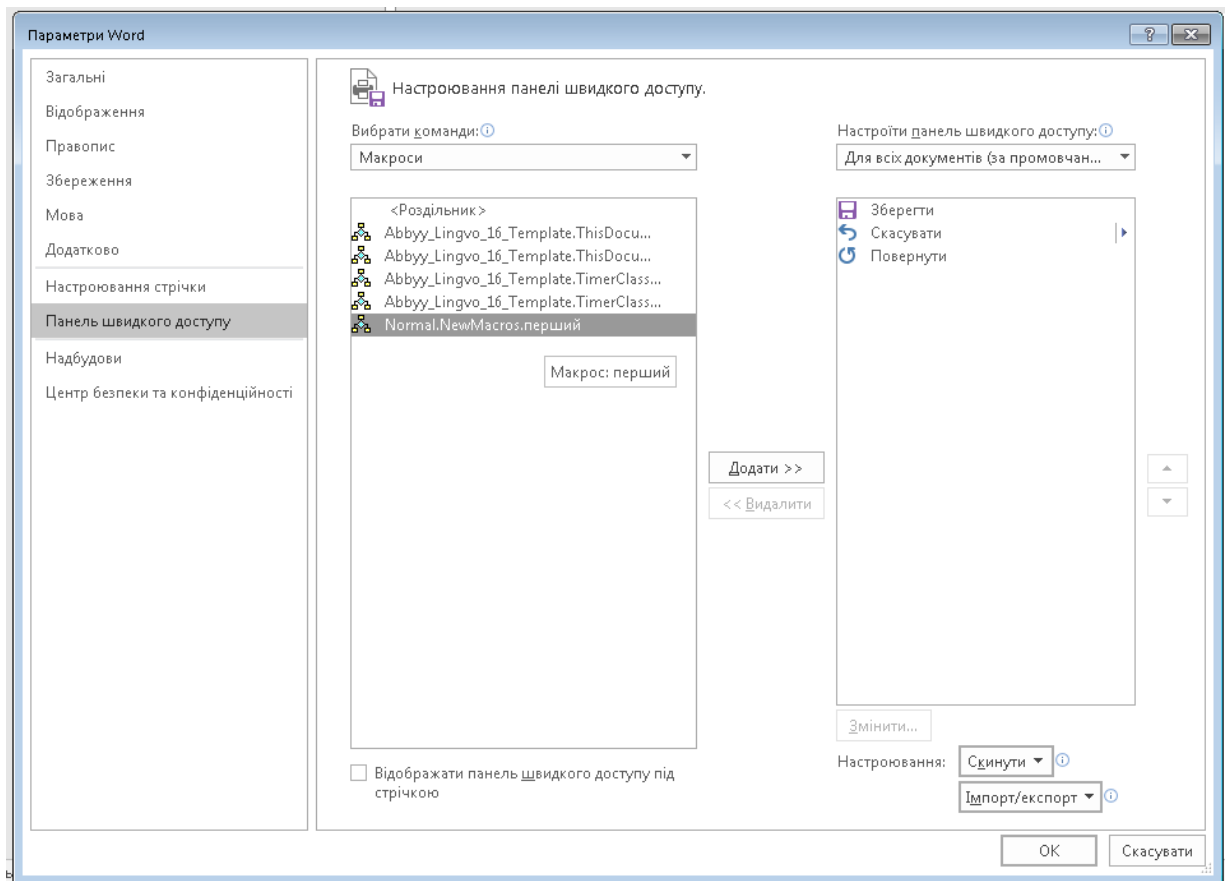 Параметри Word
Загальні
Відображення
Правопис
Збереження
Мова
Додатково
Настроювання стрічки
Панель швидкого доступу
Надбудови
Центр безпеки та конфіденційності
Настроювання панелі швидкого доступу.
Вибрати команди:
Макроси
<Роздільник>
Abbyy_Lingvo_16_Template.ThisDocu...
Abbyy_Lingvo_16_Template.ThisDocu...
Abbyy_Lingvo_16_Template.TimerClass...
Abbyy_Lingvo_16_Template.TimerClass...
Normal.NewMacros.перший
Макрос: перший
Відображати панель швидкого доступу під
стрічкою
Додати >>
<< Видалити
Настроїти панель швидкого доступу:
Для всіх документів (за промовчан...
Зберегти
Скасувати
Повернути
Змінити...
Настроювання:
Скинути
Імпорт/експорт
ОК
Скасувати